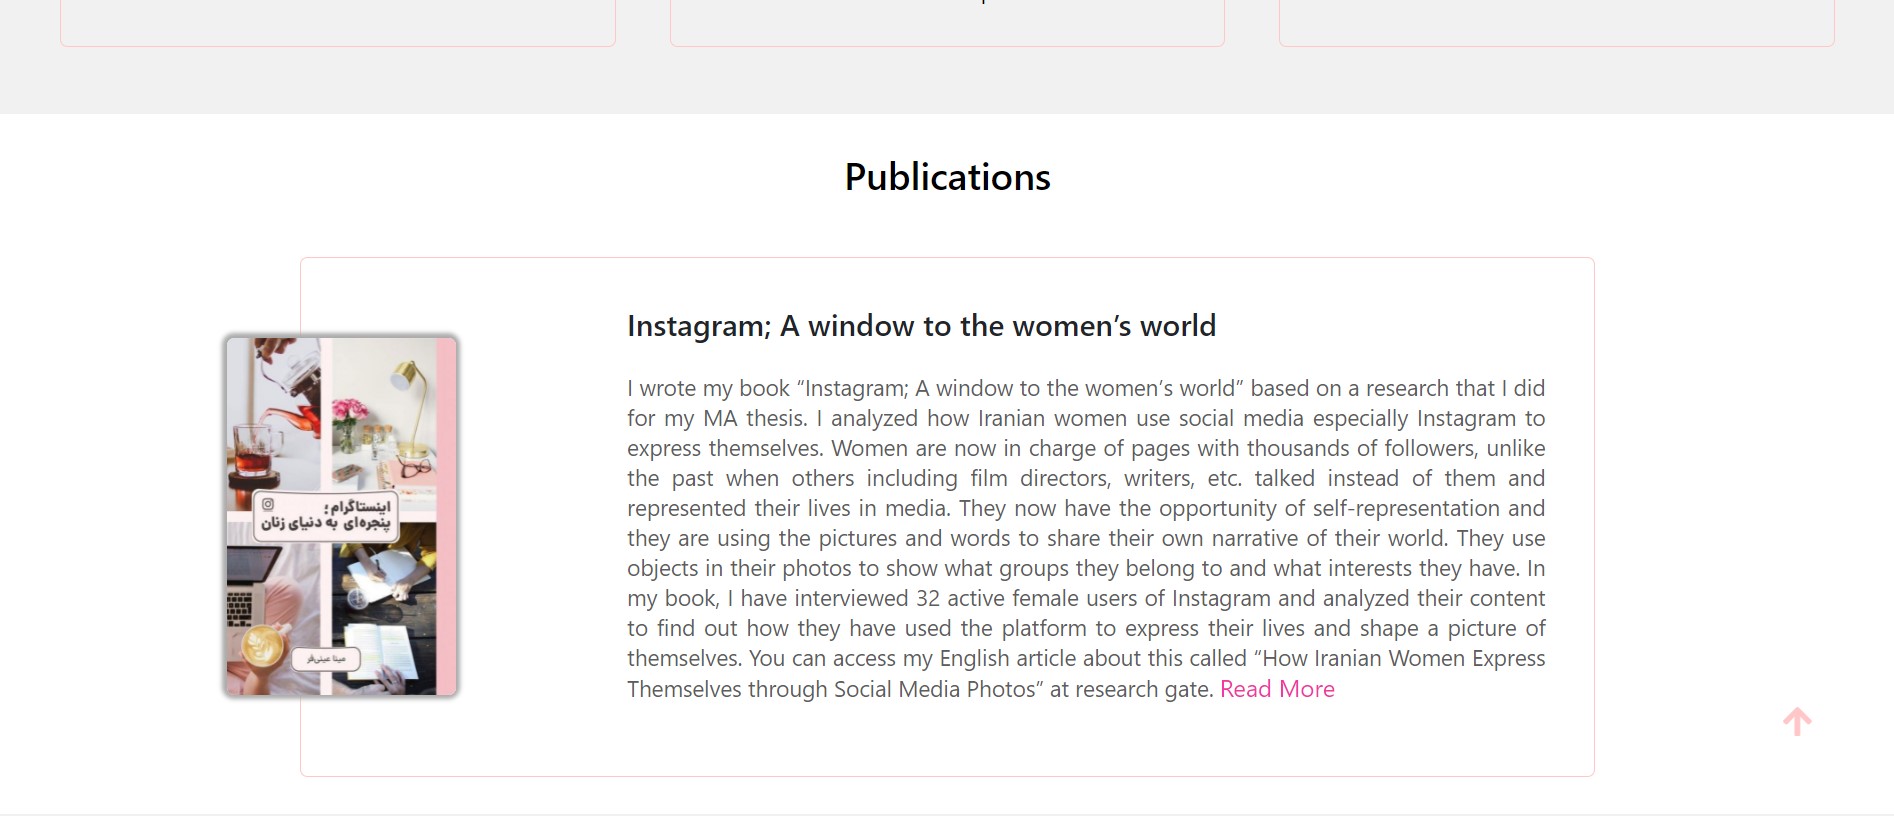 Publications
Instagram; A window to the women’s world
I wrote my book “Instagram; A window to the women’s world” based on a research that I did
for my MA thesis. I analyzed how Iranian women use social media especially Instagram to
express themselves. Women are now in charge of pages with thousands of followers, unlike
the past when others including film directors, writers, etc. talked instead of them and
represented their lives in media. They now have the opportunity of self-representation and
they are using the pictures and words to share their own narrative of their world. They use
objects in their photos to show what groups they belong to and what interests they have. In
my book, I have interviewed 32 active female users of Instagram and analyzed their content
to find out how they have used the platform to express their lives and shape a picture of
themselves. You can access my English article about this called “How Iranian Women Express
Themselves through Social Media Photos” at research gate. Read More
اینستاگرام؛
پنجره‌ای به دنیای زنان
مینا عینی‌فر